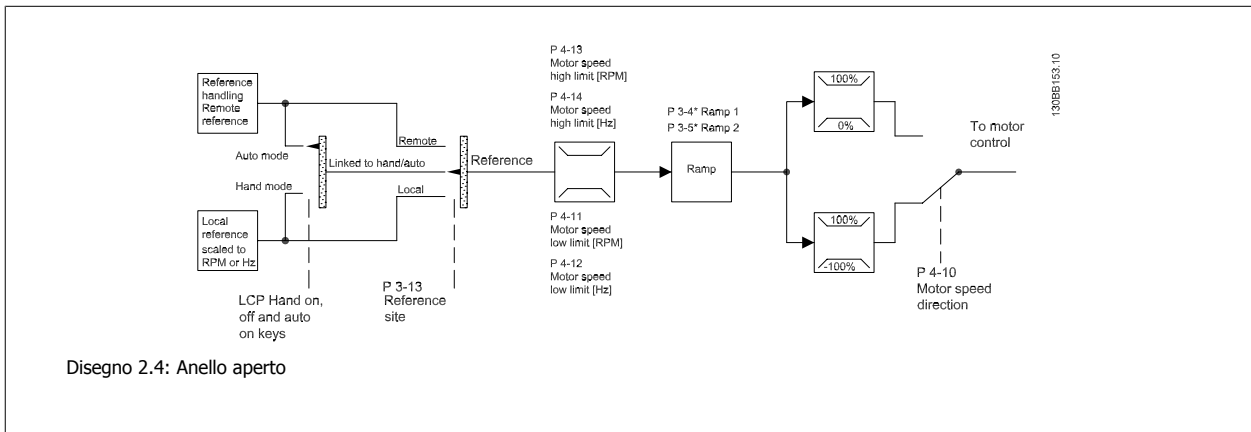 Reference
handling
Remote
reference
Auto mode
Hand mode
Local
reference
scaled to
RPM or Hz
LCP Hand on,
off and auto
on keys
Linked to hand/auto
Remote
Local
P 3-13
Reference
site
Reference
P 4-13
Motor speed
high limit [RPM]
P 4-14
Motor speed
high limit [Hz]
P 4-11
Motor speed
low limit [RPM]
P 4-12
Motor speed
low limit [Hz]
P 3-4* Ramp 1
P 3-5* Ramp 2
Ramp
100%
0%
100%
-100%
To motor
control
P 4-10
Motor speed
direction
130BB153.10
Disegno 2.4: Anello aperto